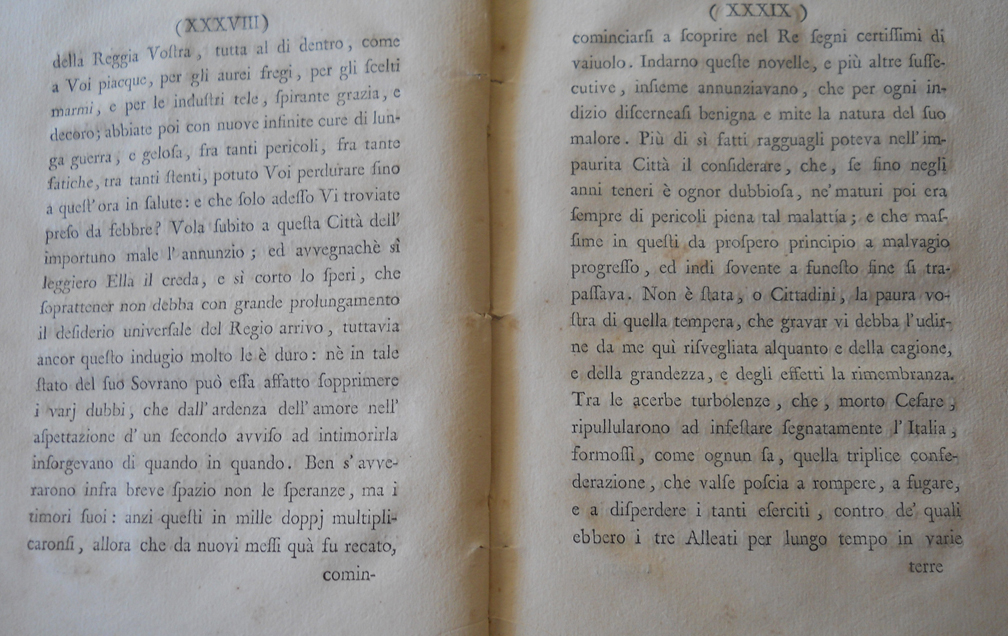 (XXXVIII)
della Reggia Voſtra, tutta al di dentro, come
a Voi piacque, per gli aurei fregi, per gli ſcelti
marmi, e per le induſtri tele, ſpirante grazia, e
decoro; abbiate poi con nuove infinite cure di lun-
ga guerra, e geloſa, fra tanti pericoli, fra tante
fatiche, tra tanti ſtenti, potuto Voi perdurare ſino
a queſt'ora in ſalute: e che ſolo adeſſo Vi troviate
preſo da febbre? Vola ſubito a queſta Città dell'
importuno male l'annunzio; ed avvegnachè sì
leggiero Ella il creda, e sì corto lo ſperi, che
ſoprattener non debba con grande prolungamento
il deſiderio univerſale del Regio arrivo, tuttavia
ancor queſto indugio molto le è duro: nè in tale
ſtato del ſuo Sovrano può eſſa affatto ſopprimere
i varj dubbi, che dall'ardenza dell'amore nell'
aſpettazione d'un ſecondo avviſo ad intimorirla
inſorgevano di quando in quando. Ben s'avve-
rarono infra breve ſpazio non le ſperanze, ma i
timori ſuoi: anzi queſti in mille doppj multipli-
caronſi, allora che da nuovi meſſi quà fu recato,
comin-
(XXXIX)
cominciarſi a ſcoprire nel Re ſegni certiſſimi di
vaiuolo. Indarno queſte novelle, e più altre ſuſſe-
cutive, inſieme annunziavano, che per ogni in-
dizio diſcerneaſi benigna e mite la natura del ſuo
malore. Più di sì fatti ragguagli poteva nell'im-
paurita Città il conſiderare, che, ſe ſino negli
anni teneri è ognor dubbioſa, ne' maturi poi era
ſempre di pericoli piena tal malattía; e che maſ-
ſime in queſti da proſpero principio a malvagio
progreſſo, ed indi ſovente a funeſto fine ſi tra-
paſſava. Non è ſtata, o Cittadini, la paura vo-
ſtra di quella tempera, che gravar vi debba l'udir-
ne da me quì riſvegliata alquanto e della cagione,
e della grandezza, e degli effetti la rimembranza.
Tra le acerbe turbolenze, che, morto Ceſare,
ripullularono ad infeſtare ſegnatamente l'Italia,
formoſſi, come ognun ſa, quella triplice confe-
derazione, che valſe poſcia a rompere, a fugare,
e a diſperdere i tanti eſerciti, contro de' quali
ebbero i tre Alleati per lungo tempo in varie
terre